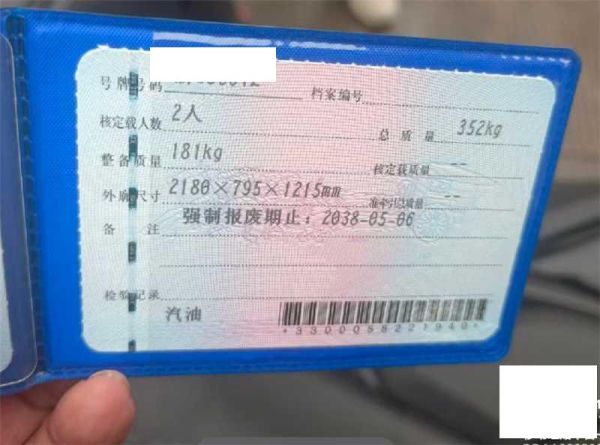 号牌号码
档案编号
核定载人数 2人 总质量 352kg
整备质量 181kg 核定载质量 --
外廓尺寸 2180×795×1215mm 准牵引总质量 --
备注 强制报废期止：2038-05-06
检验记录
汽油
*3300058221940*